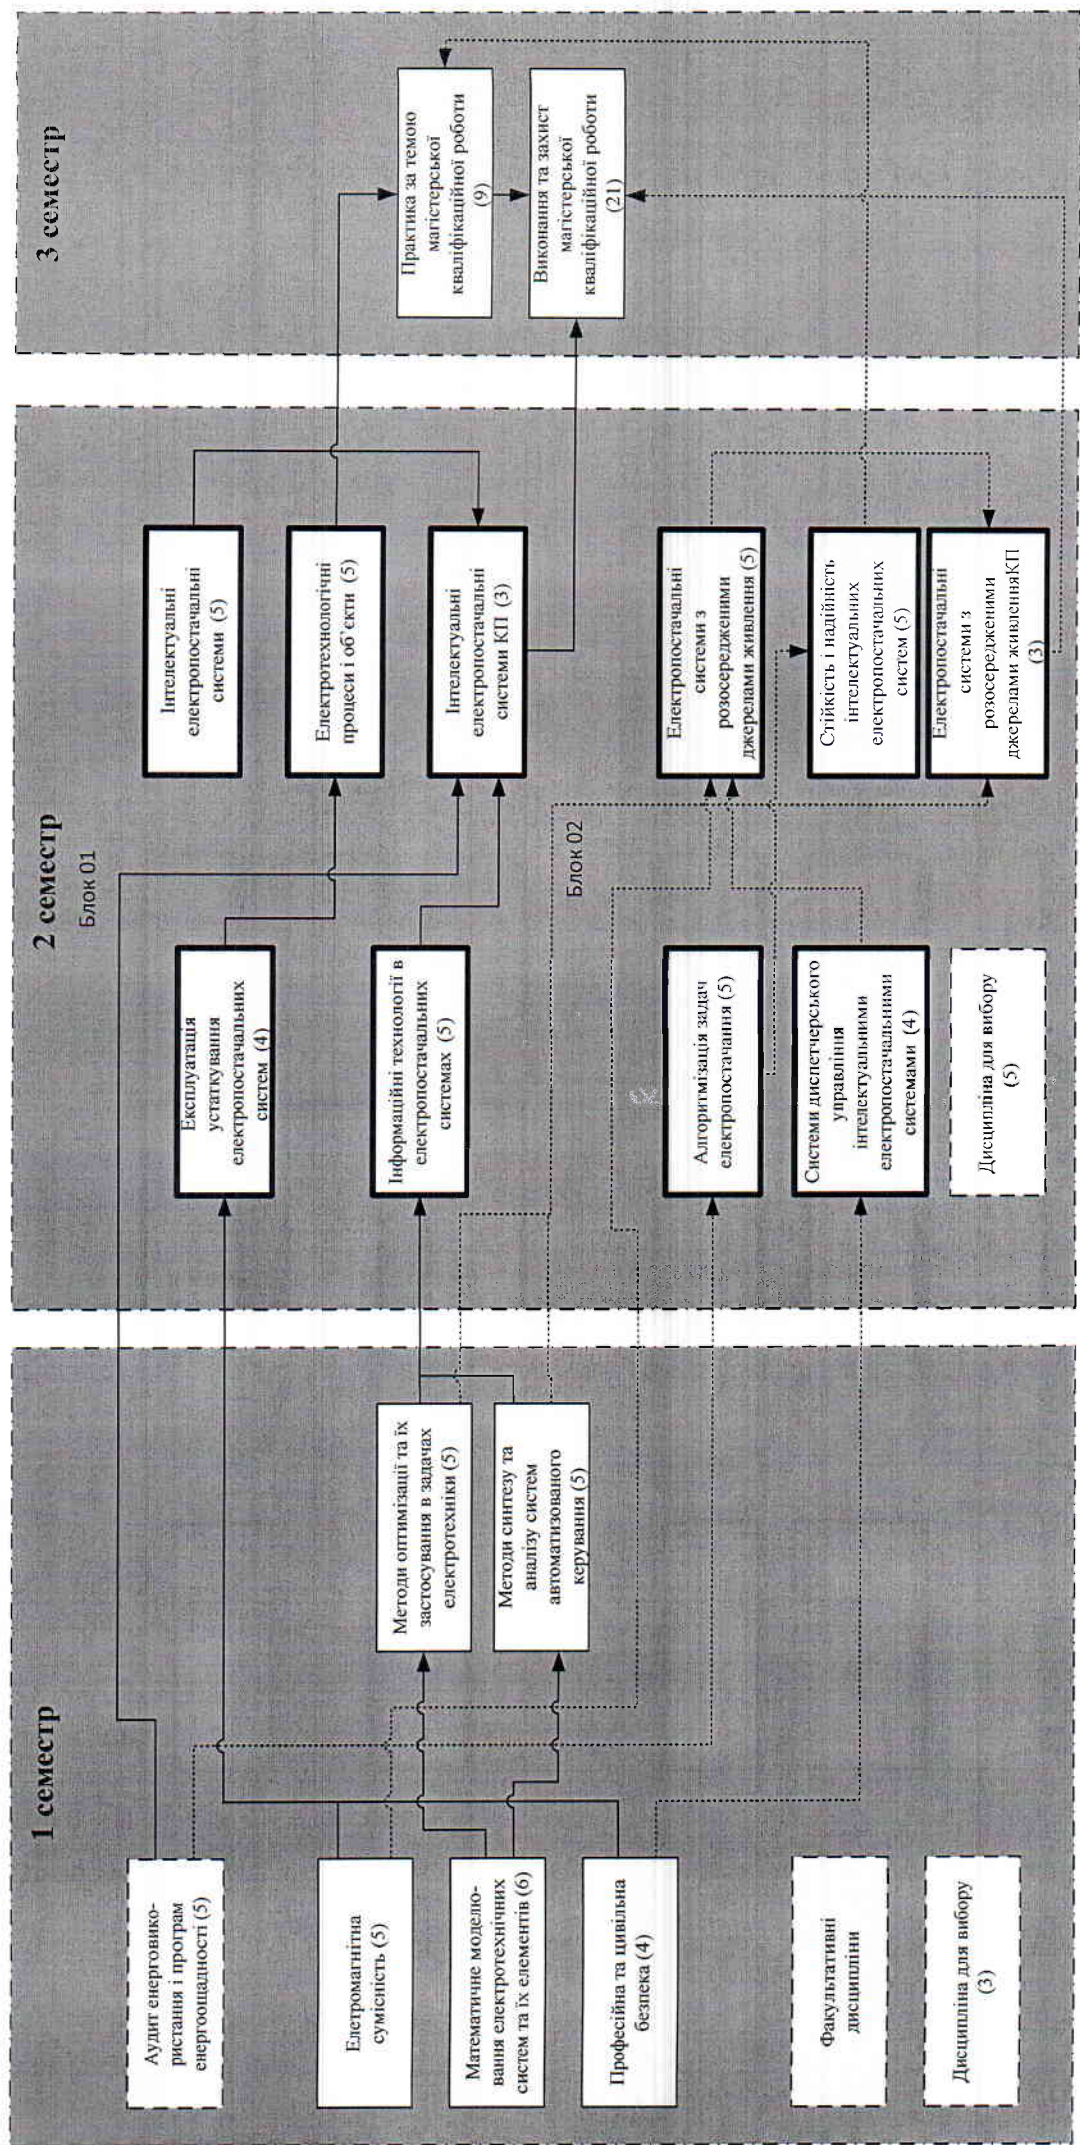 1 семестр
Аудит енерговико-
ристання і програм
енергоощадності (5)
Елетромагнітна
сумісність (5)
Математичне моделю-
вання електротехнічних
систем та їх елементів (6)
Професійна та цивільна
безпека (4)
Факультативні
дисципліни
Дисципліна для вибору
(3)
Методи оптимізації та їх
застосування в задачах
електротехніки (5)
Методи синтезу та
аналізу систем
автоматизованого
керування (5)
2 семестр
Блок 01
Експлуатація
устаткування
електропостачальних
систем (4)
Інформаційні технології в
електропостачальних
системах (5)
Інтелектуальні
електропостачальні
системи (5)
Електротехнологічні
процеси і об`єкти (5)
Інтелектуальні
електропостачальні
системи КП (3)
Блок 02
Алгоритмізація задач
електропостачання (5)
Системи диспетчерського
управління
інтелектуальними
електропостачальними
системами (4)
Дисципліна для вибору
(5)
Електропостачальні
системи з
розосередженими
джерелами живлення (5)
Стійкість і надійність
інтелектуальних
електропостачальних
систем (5)
Електропостачальні
системи з
розосередженими
джерелами живленняКП
(3)
3 семестр
Практика за темою
магістерської
кваліфікаційної роботи
(9)
Виконання та захист
магістерської
кваліфікаційної роботи
(21)